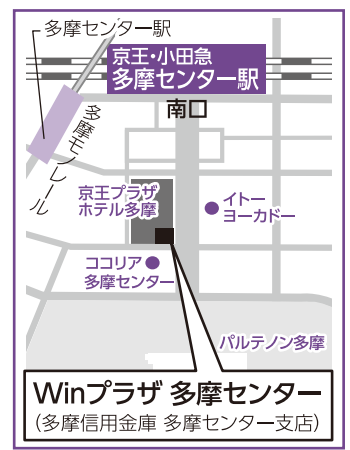 多摩センター駅
京王・小田急
多摩センター駅
南口
多摩モノレール
京王プラザ
ホテル多摩
イトー
ヨーカドー
ココリア
多摩センター
パルテノン多摩
Winプラザ 多摩センター
(多摩信用金庫 多摩センター支店)